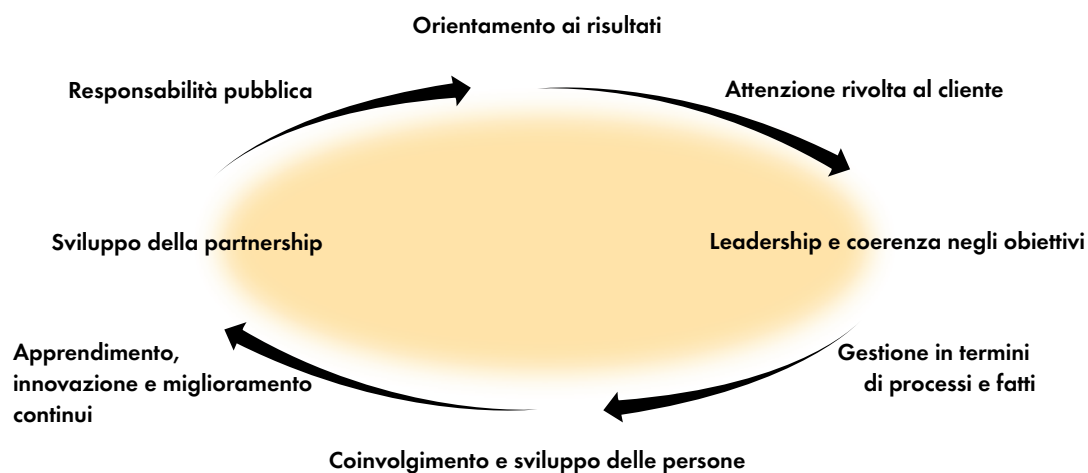 Orientamento ai risultati
Responsabilità pubblica
Attenzione rivolta al cliente
Sviluppo della partnership
Leadership e coerenza negli obiettivi
Apprendimento,
innovazione e miglioramento
continui
Gestione in termini
di processi e fatti
Coinvolgimento e sviluppo delle persone